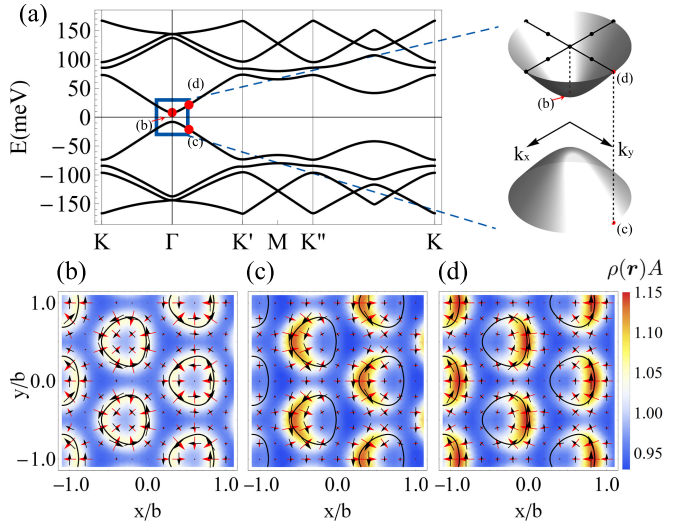 (a)
E(meV)
150
100
50
0
−50
−100
−150
K Γ K' M K'' K
(b)
(c)
(d)
(b)
(d)
kx ky
(c)
(b) (c) (d) ρ(r)A
y/b
1.0
0.0
−1.0
−1.0 0.0 1.0
x/b
−1.0 0.0 1.0
x/b
−1.0 0.0 1.0
x/b
1.15
1.10
1.05
1.00
0.95